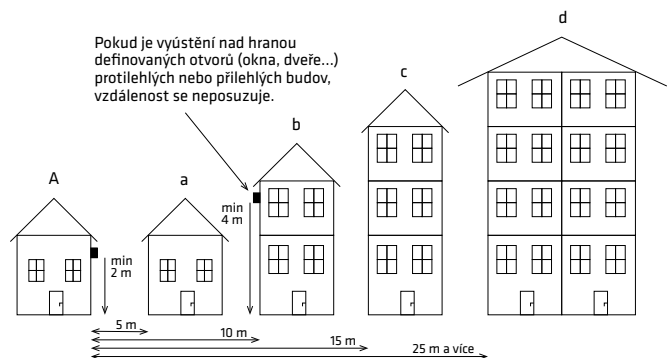 Pokud je vyústění nad hranou
definovaných otvorů (okna, dveře...)
protilehlých nebo přilehlých budov,
vzdálenost se neposuzuje.
d
c
b
A
a
min
4 m
min
2 m
5 m
10 m
15 m
25 m a více